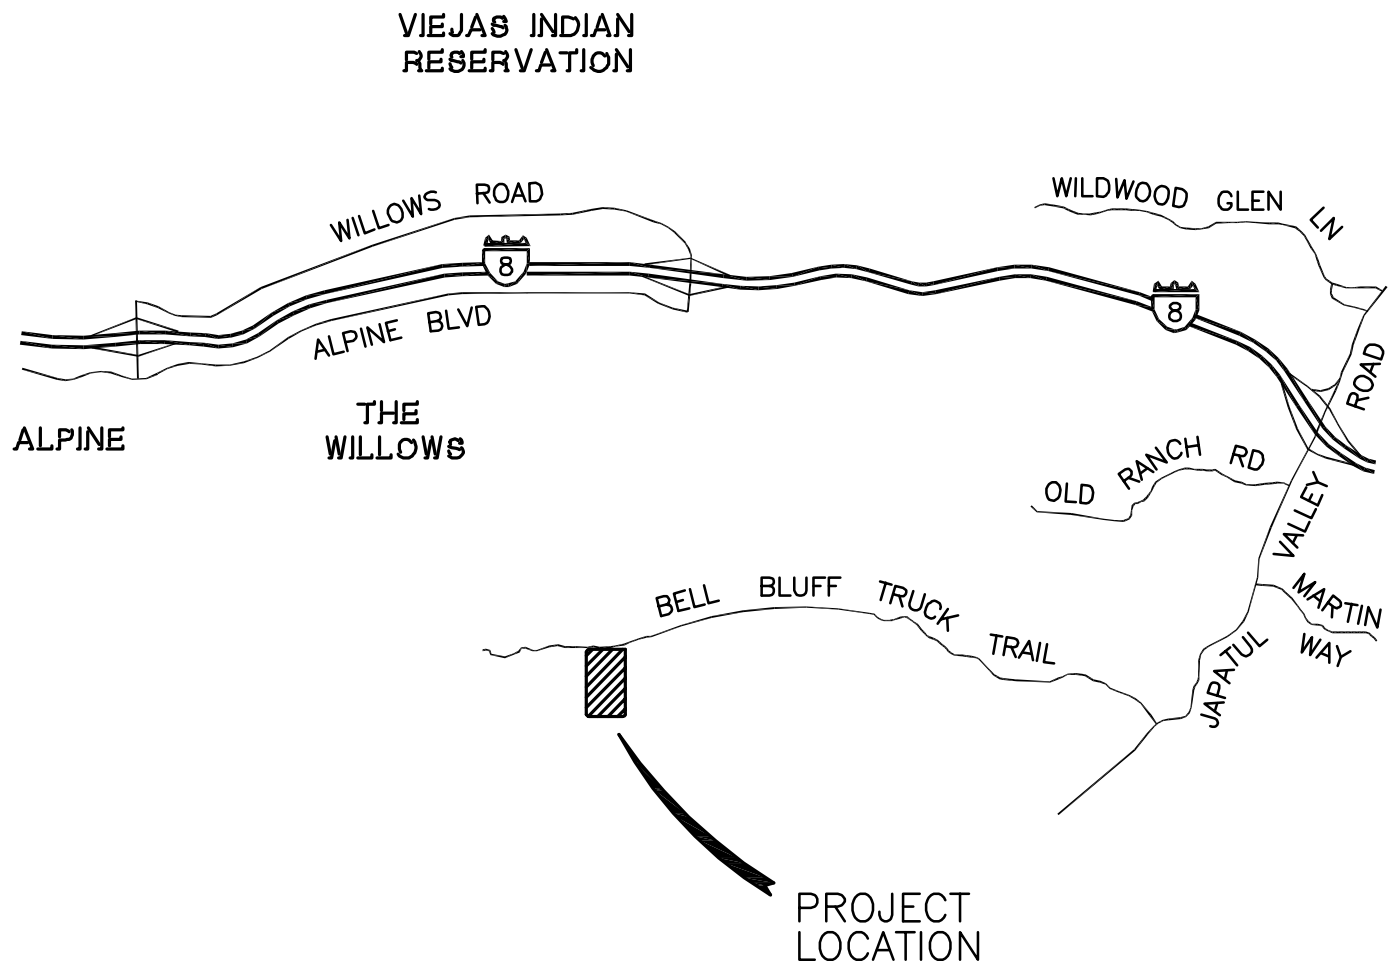 VIEJAS INDIAN
RESERVATION
WILDWOOD GLEN LN
WILLOWS ROAD
8
8
ALPINE BLVD
ROAD
THE
WILLOWS
ALPINE
OLD RANCH RD
VALLEY
BELL BLUFF TRUCK TRAIL
MARTIN
WAY
JAPATUL
PROJECT
LOCATION